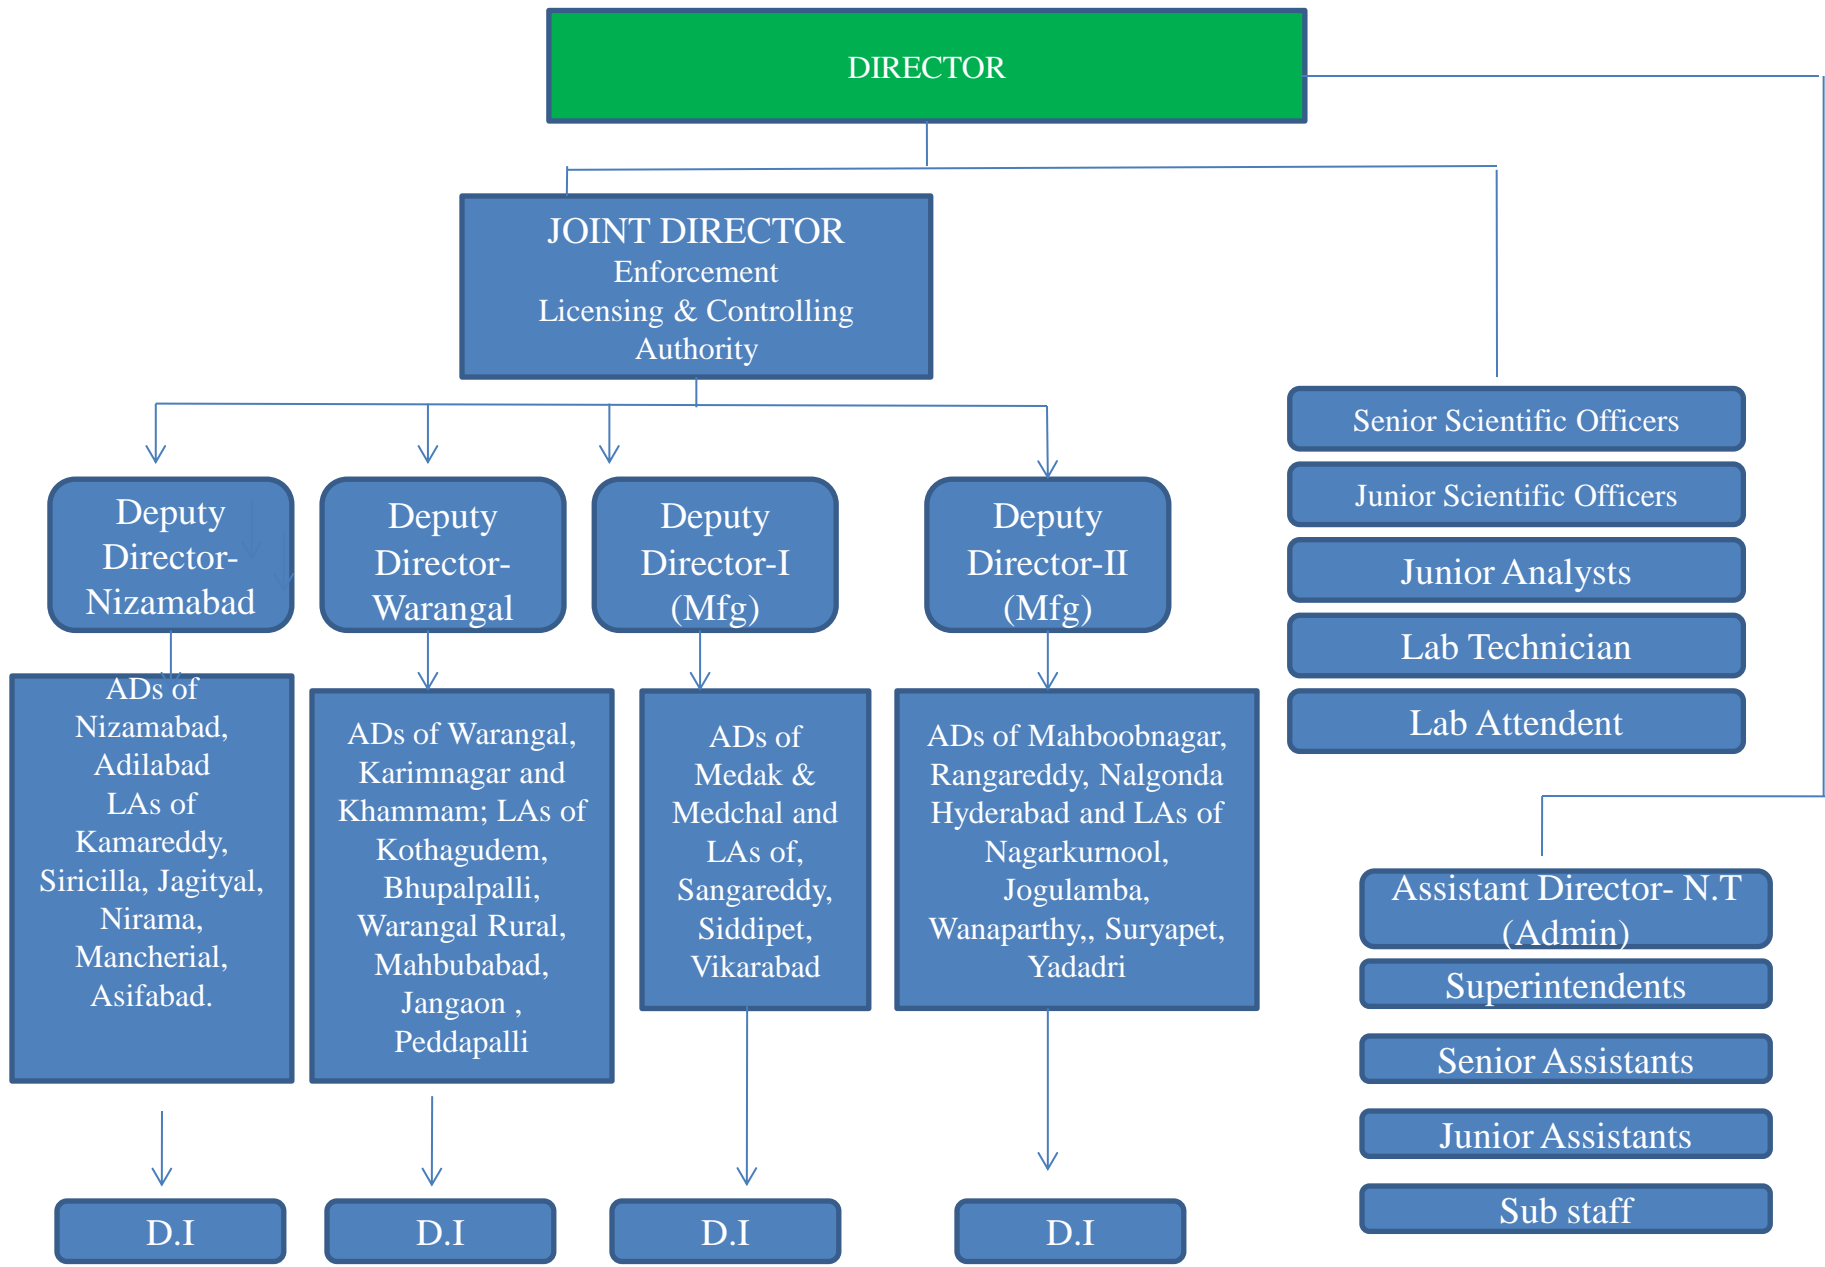 DIRECTOR
JOINT DIRECTOR
Enforcement
Licensing & Controlling
Authority
Deputy
Director-
Nizamabad
Deputy
Director-
Warangal
Deputy
Director-I
(Mfg)
Deputy
Director-II
(Mfg)
ADs of
Nizamabad,
Adilabad
LAs of
Kamareddy,
Siricilla, Jagityal,
Nirama,
Mancherial,
Asifabad.
ADs of Warangal,
Karimnagar and
Khammam; LAs of
Kothagudem,
Bhupalpalli,
Warangal Rural,
Mahbubabad,
Jangaon ,
Peddapalli
ADs of
Medak &
Medchal and
LAs of,
Sangareddy,
Siddipet,
Vikarabad
ADs of Mahboobnagar,
Rangareddy, Nalgonda
Hyderabad and LAs of
Nagarkurnool,
Jogulamba,
Wanaparthy,, Suryapet,
Yadadri
D.I
D.I
D.I
D.I
Senior Scientific Officers
Junior Scientific Officers
Junior Analysts
Lab Technician
Lab Attendent
Assistant Director- N.T
(Admin)
Superintendents
Senior Assistants
Junior Assistants
Sub staff